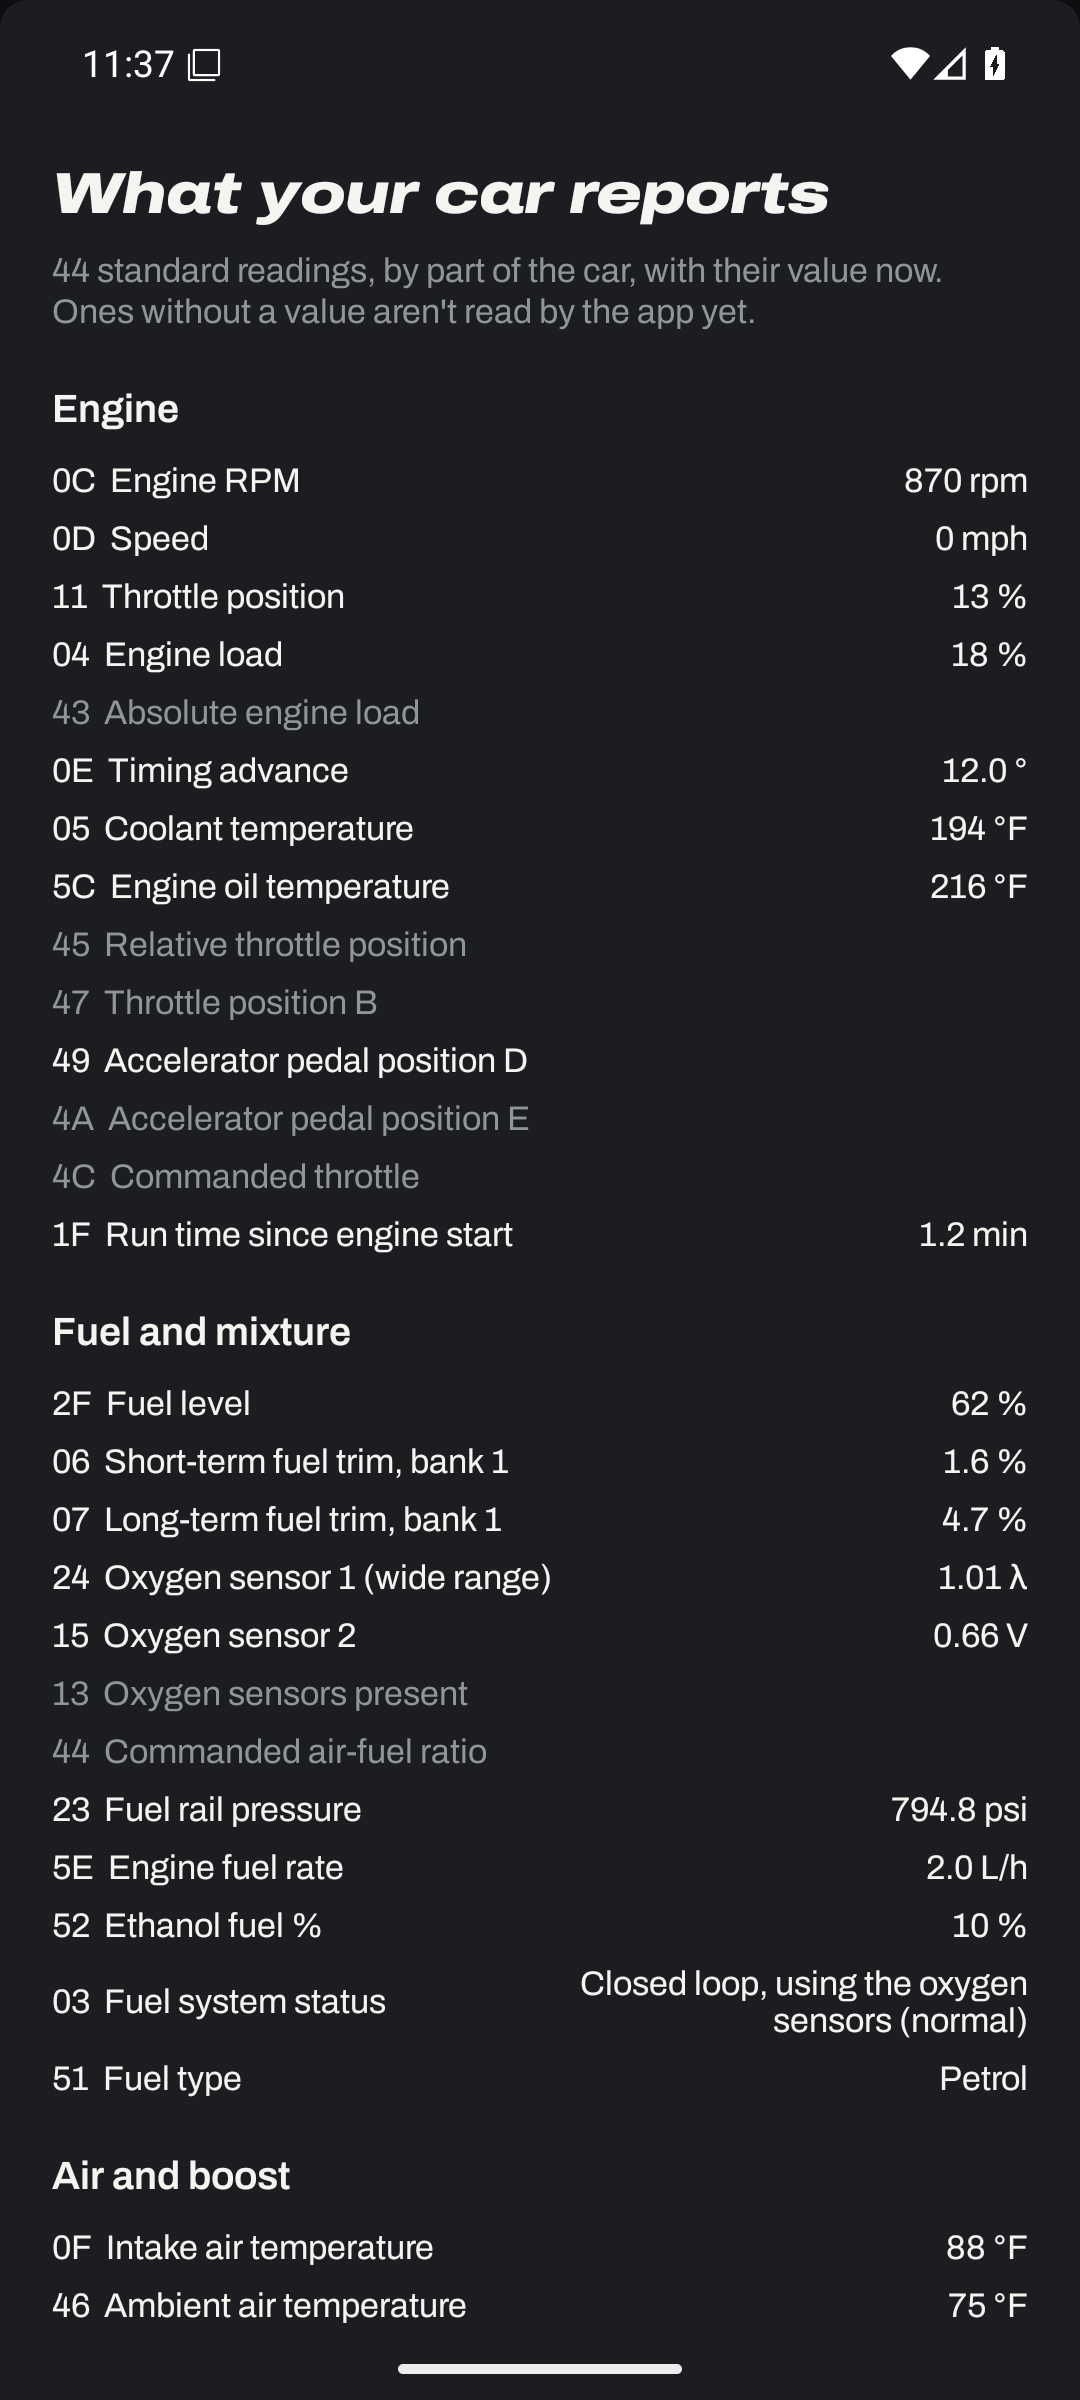 11:37
What your car reports
44 standard readings, by part of the car, with their value now.
Ones without a value aren't read by the app yet.
Engine
0C Engine RPM 870 rpm
0D Speed 0 mph
11 Throttle position 13 %
04 Engine load 18 %
43 Absolute engine load
0E Timing advance 12.0 °
05 Coolant temperature 194 °F
5C Engine oil temperature 216 °F
45 Relative throttle position
47 Throttle position B
49 Accelerator pedal position D
4A Accelerator pedal position E
4C Commanded throttle
1F Run time since engine start 1.2 min
Fuel and mixture
2F Fuel level 62 %
06 Short-term fuel trim, bank 1 1.6 %
07 Long-term fuel trim, bank 1 4.7 %
24 Oxygen sensor 1 (wide range) 1.01 λ
15 Oxygen sensor 2 0.66 V
13 Oxygen sensors present
44 Commanded air-fuel ratio
23 Fuel rail pressure 794.8 psi
5E Engine fuel rate 2.0 L/h
52 Ethanol fuel % 10 %
03 Fuel system status Closed loop, using the oxygen
sensors (normal)
51 Fuel type Petrol
Air and boost
0F Intake air temperature 88 °F
46 Ambient air temperature 75 °F